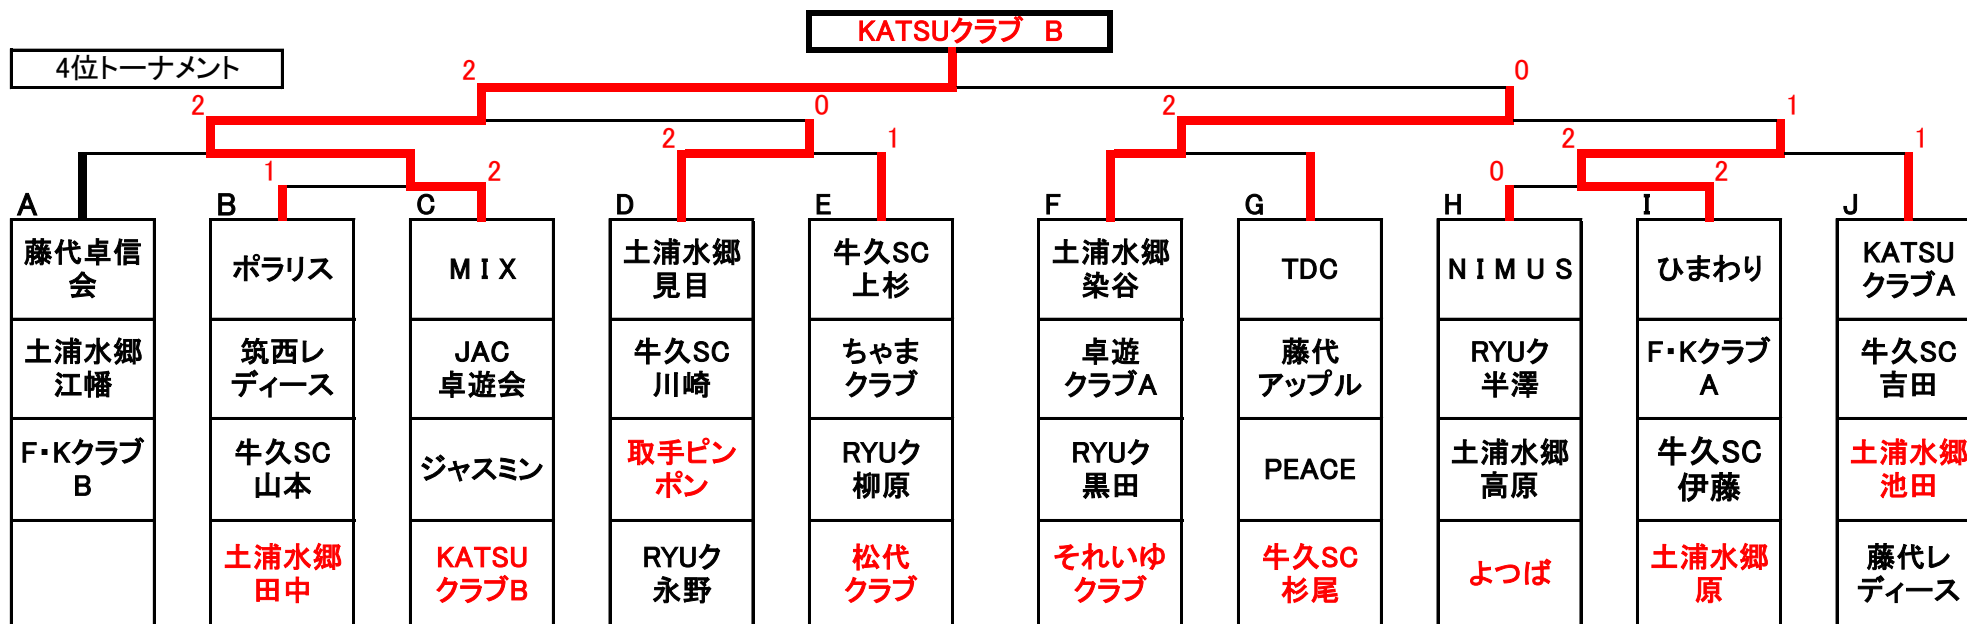 KATSUクラブ B
4位トーナメント
2
0
2
0
2
1
2
1
2
1
1
2
0
2
A
B
C
D
E
F
G
H
I
J
藤代卓信
会
ポラリス
MIX
土浦水郷
見目
牛久SC
上杉
土浦水郷
染谷
TDC
NIMUS
ひまわり
KATSU
クラブA
土浦水郷
江幡
筑西レ
ディース
JAC
卓遊会
牛久SC
川崎
ちゃま
クラブ
卓遊
クラブA
藤代
アップル
RYUク
半澤
F・Kクラブ
A
牛久SC
吉田
F・Kクラブ
B
牛久SC
山本
ジャスミン
取手ピン
ポン
RYUク
柳原
RYUク
黒田
PEACE
土浦水郷
高原
牛久SC
伊藤
土浦水郷
池田
土浦水郷
田中
KATSU
クラブB
RYUク
永野
松代
クラブ
それいゆ
クラブ
牛久SC
杉尾
よつば
土浦水郷
原
藤代レ
ディース